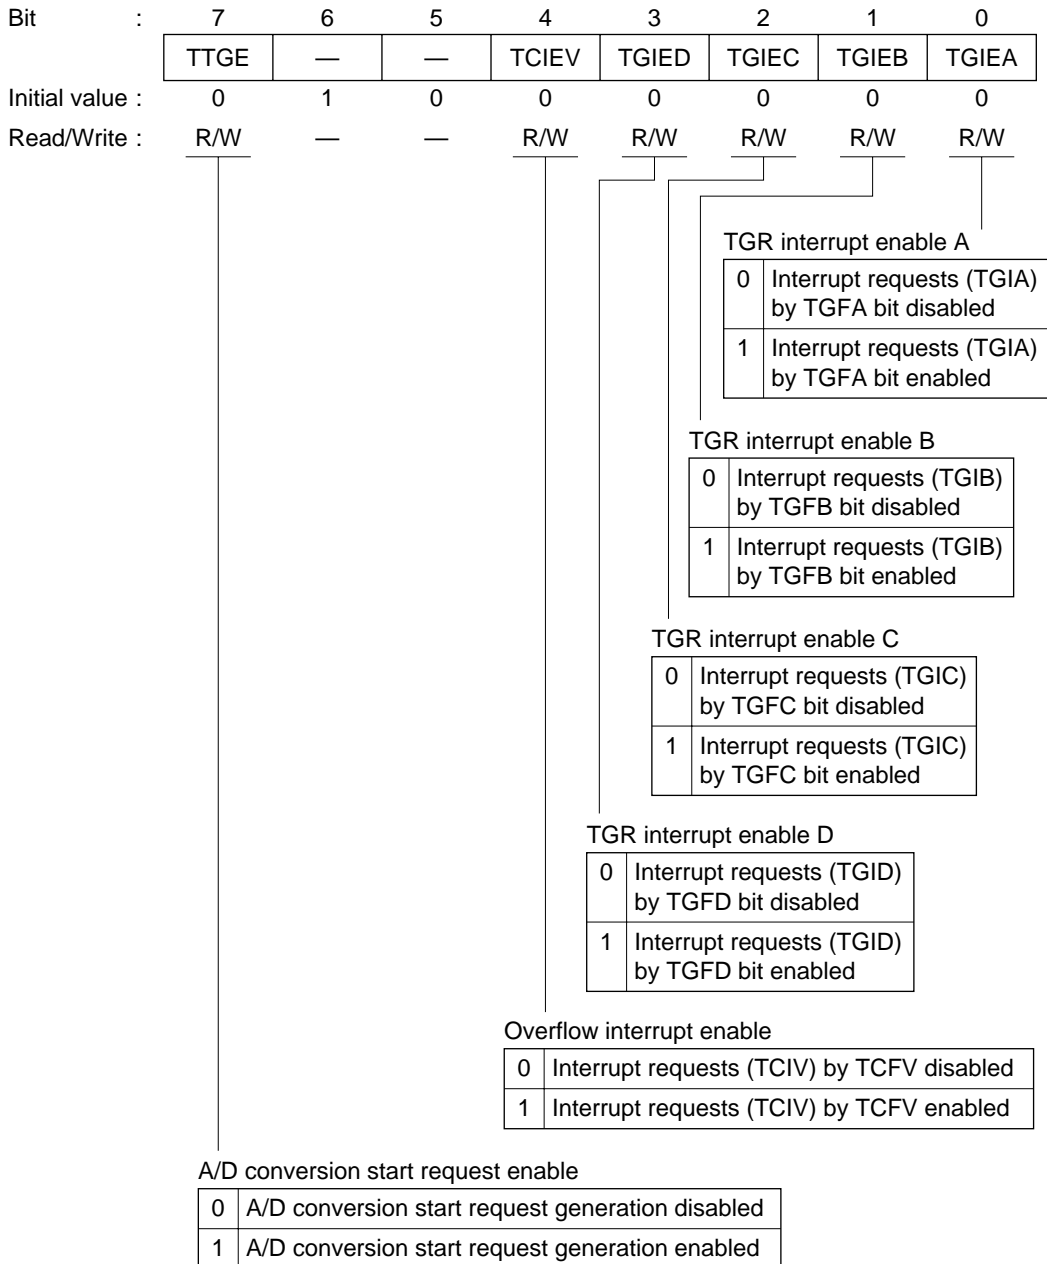 Bit : 7 6 5 4 3 2 1 0
TTGE — — TCIEV TGIED TGIEC TGIEB TGIEA
Initial value : 0 1 0 0 0 0 0 0
Read/Write : R/W — — R/W R/W R/W R/W R/W
TGR interrupt enable A
0 Interrupt requests (TGIA)
by TGFA bit disabled
1 Interrupt requests (TGIA)
by TGFA bit enabled
TGR interrupt enable B
0 Interrupt requests (TGIB)
by TGFB bit disabled
1 Interrupt requests (TGIB)
by TGFB bit enabled
TGR interrupt enable C
0 Interrupt requests (TGIC)
by TGFC bit disabled
1 Interrupt requests (TGIC)
by TGFC bit enabled
TGR interrupt enable D
0 Interrupt requests (TGID)
by TGFD bit disabled
1 Interrupt requests (TGID)
by TGFD bit enabled
Overflow interrupt enable
0 Interrupt requests (TCIV) by TCFV disabled
1 Interrupt requests (TCIV) by TCFV enabled
A/D conversion start request enable
0 A/D conversion start request generation disabled
1 A/D conversion start request generation enabled